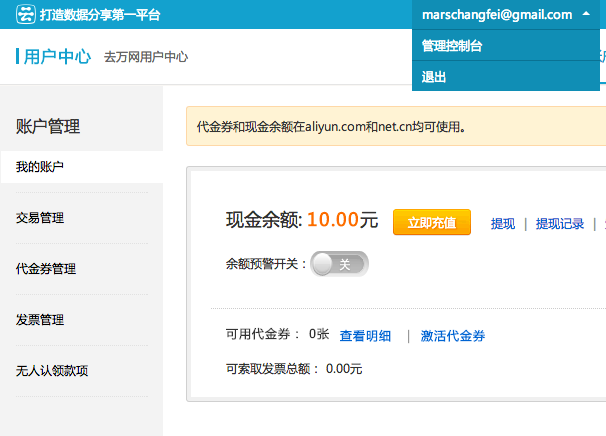 打造数据分享第一平台
marschangfei@gmail.com
管理控制台
退出
用户中心 去万网用户中心
账户管理
我的账户
交易管理
代金券管理
发票管理
无人认领款项
代金券和现金余额在aliyun.com和net.cn均可使用。
现金余额: 10.00元 立即充值 提现 | 提现记录 |
余额预警开关： 关
可用代金券： 0张 查看明细 | 激活代金券
可索取发票总额： 0.00元